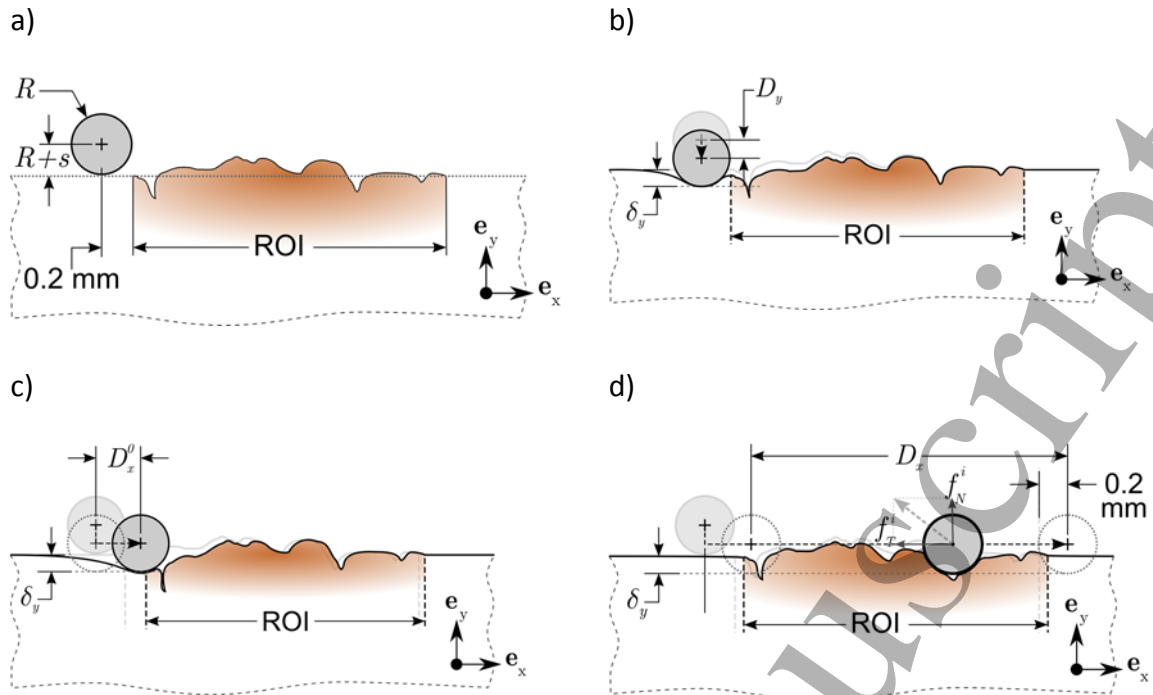 a)
R
R+s
ROI
0.2 mm
e_y
e_x
b)
D_y
δ_y
ROI
e_y
e_x
c)
D_x^0
δ_y
ROI
e_y
e_x
d)
D_x
f_N^i
0.2
mm
f_T^i
δ_y
ROI
e_y
e_x
uscript